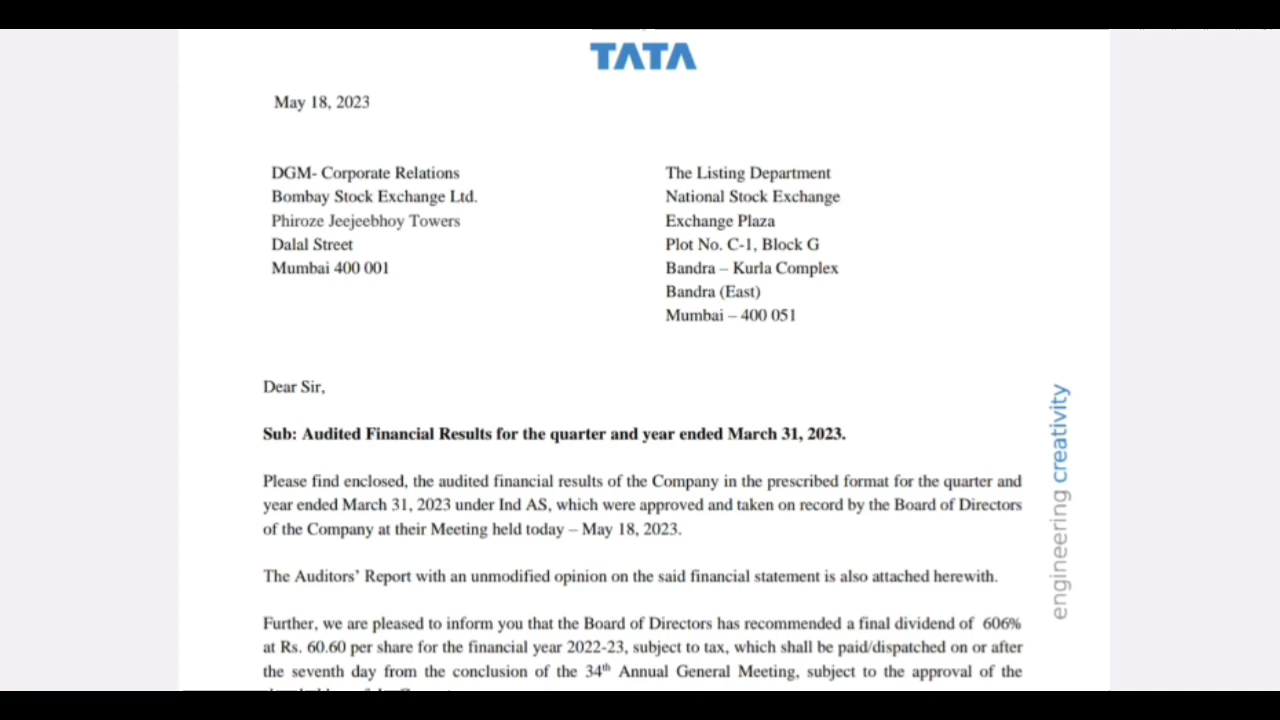 TATA
May 18, 2023
DGM- Corporate Relations
Bombay Stock Exchange Ltd.
Phiroze Jeejeebhoy Towers
Dalal Street
Mumbai 400 001
The Listing Department
National Stock Exchange
Exchange Plaza
Plot No. C-1, Block G
Bandra – Kurla Complex
Bandra (East)
Mumbai – 400 051
Dear Sir,
Sub: Audited Financial Results for the quarter and year ended March 31, 2023.
Please find enclosed, the audited financial results of the Company in the prescribed format for the quarter and
year ended March 31, 2023 under Ind AS, which were approved and taken on record by the Board of Directors
of the Company at their Meeting held today – May 18, 2023.
The Auditors' Report with an unmodified opinion on the said financial statement is also attached herewith.
Further, we are pleased to inform you that the Board of Directors has recommended a final dividend of 606%
at Rs. 60.60 per share for the financial year 2022-23, subject to tax, which shall be paid/dispatched on or after
the seventh day from the conclusion of the 34th Annual General Meeting, subject to the approval of the
engineering creativity